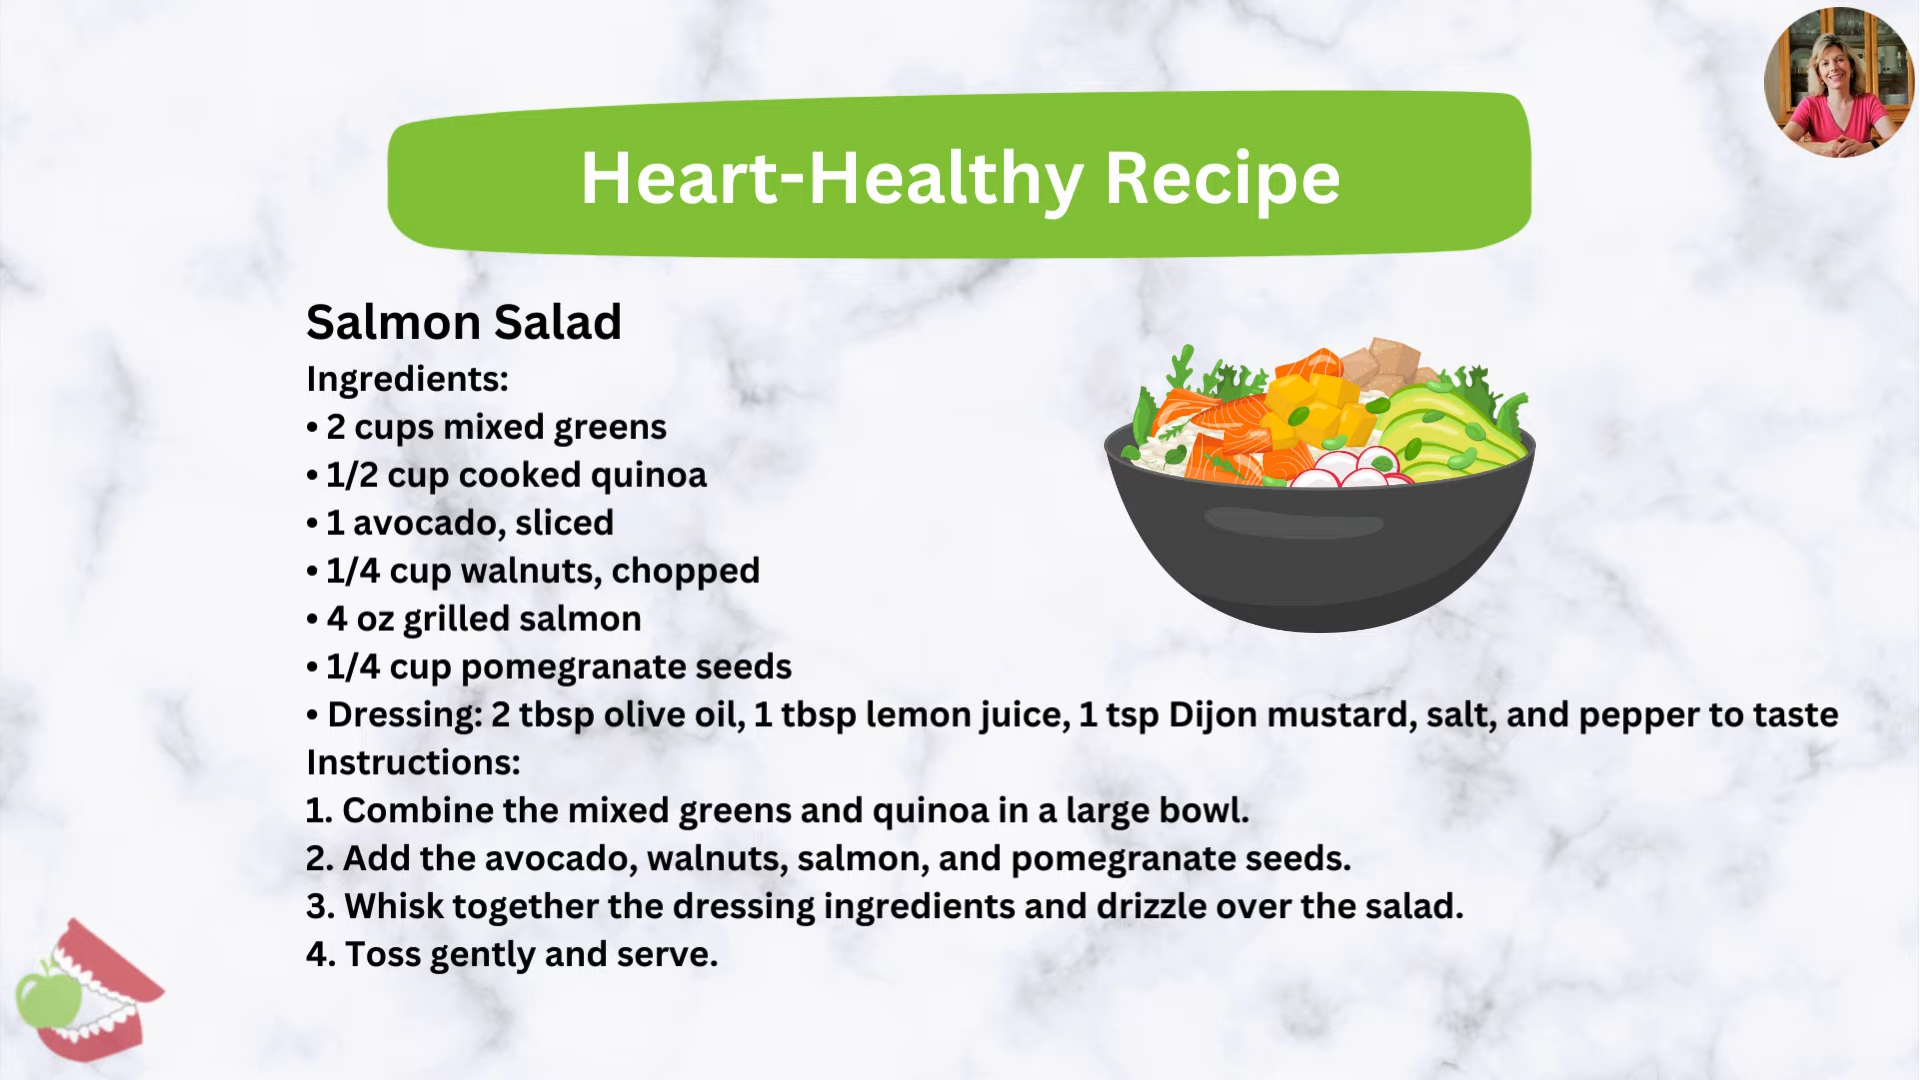 Heart-Healthy Recipe
Salmon Salad
Ingredients:
• 2 cups mixed greens
• 1/2 cup cooked quinoa
• 1 avocado, sliced
• 1/4 cup walnuts, chopped
• 4 oz grilled salmon
• 1/4 cup pomegranate seeds
• Dressing: 2 tbsp olive oil, 1 tbsp lemon juice, 1 tsp Dijon mustard, salt, and pepper to taste
Instructions:
1. Combine the mixed greens and quinoa in a large bowl.
2. Add the avocado, walnuts, salmon, and pomegranate seeds.
3. Whisk together the dressing ingredients and drizzle over the salad.
4. Toss gently and serve.